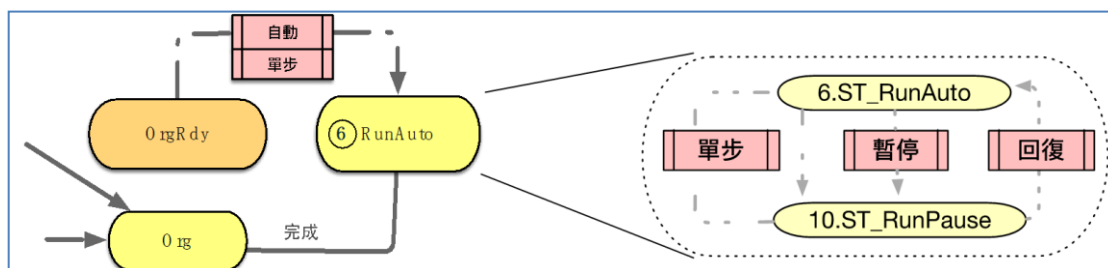 自動
單步
OrgRdy
6 RunAuto
Org
完成
6.ST_RunAuto
單步
暫停
回復
10.ST_RunPause